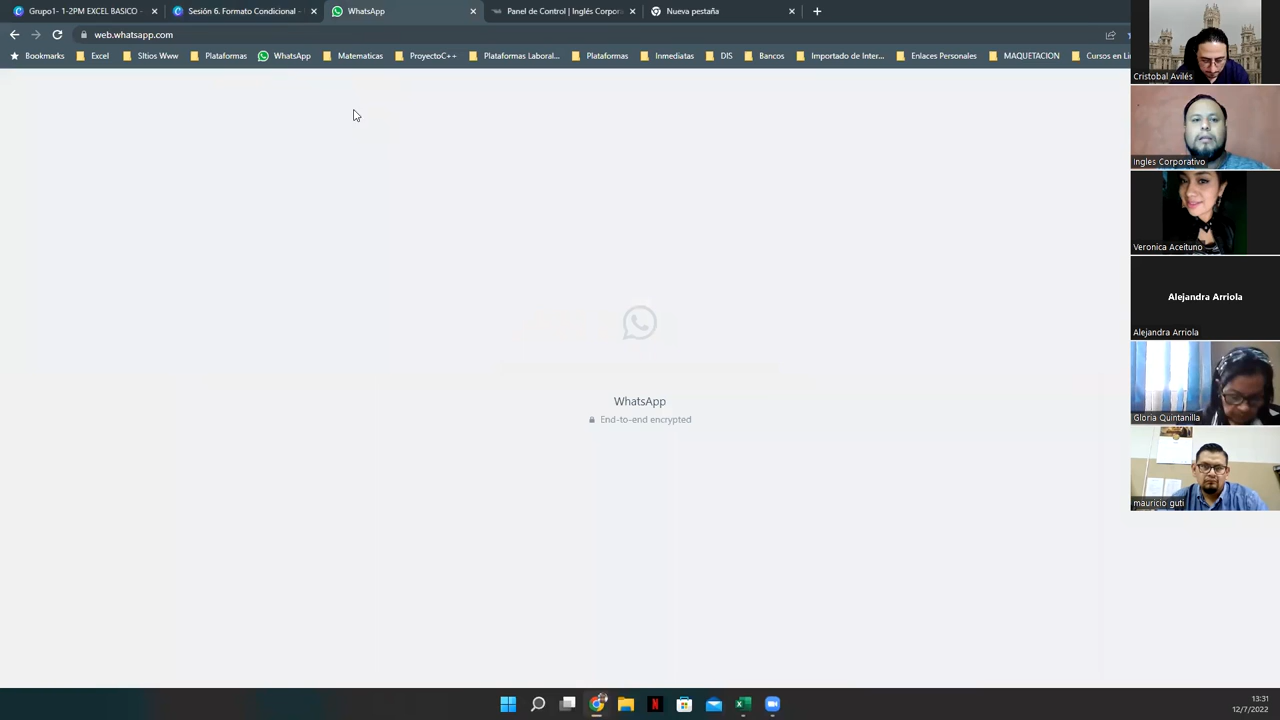 Grupo1- 1-2PM EXCEL BASICO -
Sesión 6. Formato Condicional -
WhatsApp
Panel de Control | Inglés Corpor
Nueva pestaña
web.whatsapp.com
Bookmarks
Excel
SItios Www
Plataformas
WhatsApp
Matematicas
ProyectoC++
Plataformas Laboral...
Plataformas
Inmediatas
DIS
Bancos
Importado de Inter...
Enlaces Personales
MAQUETACION
Cursos en Li
Cristobal Avilés
Ingles Corporativo
Veronica Aceituno
Alejandra Arriola
Alejandra Arriola
Gloria Quintanilla
mauricio guti
WhatsApp
End-to-end encrypted
13:31
12/7/2022